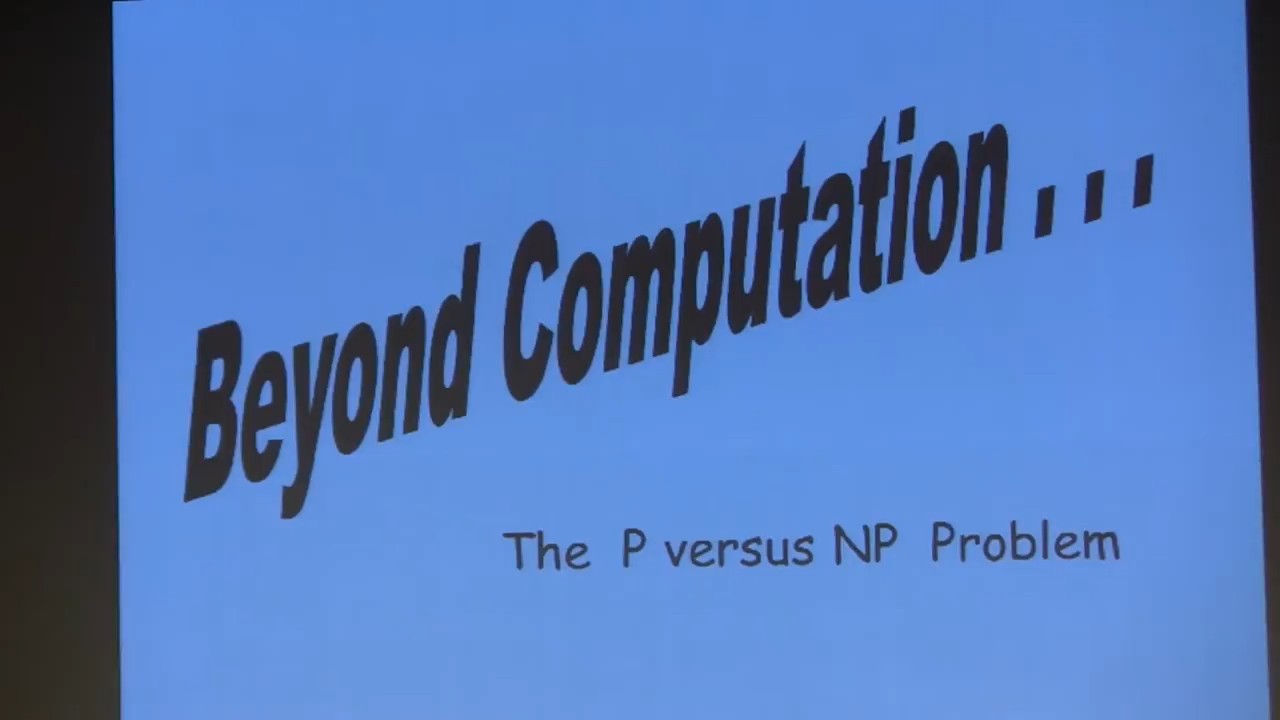 Beyond Computation . . .
The P versus NP Problem